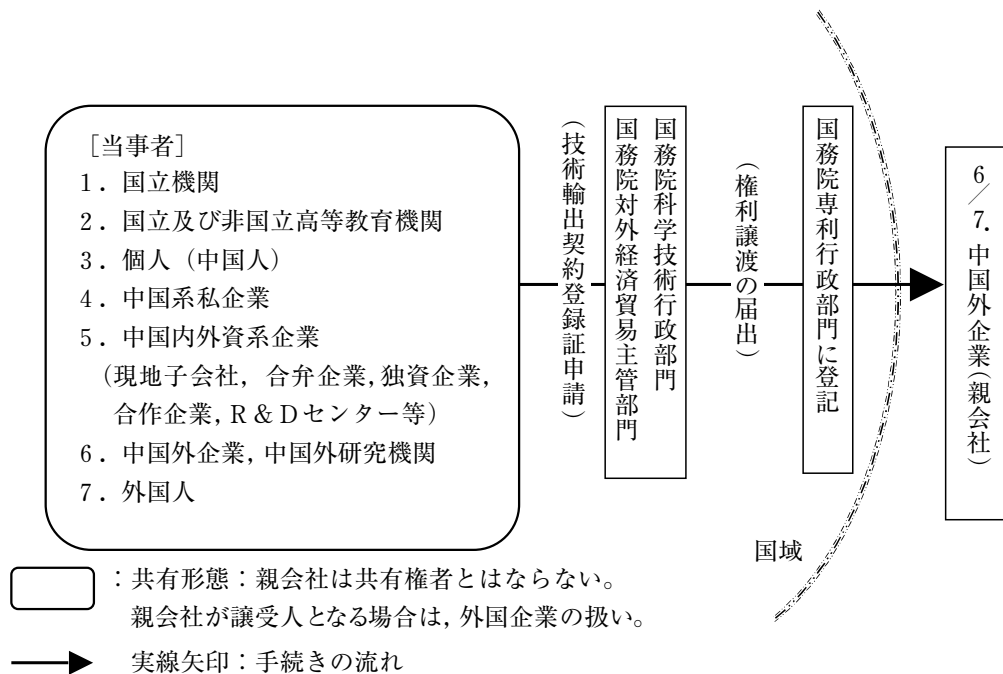 ［当事者］
1．国立機関
2．国立及び非国立高等教育機関
3．個人（中国人）
4．中国系私企業
5．中国内外資系企業
（現地子会社，合弁企業，独資企業，
合作企業，R＆Dセンター等）
6．中国外企業，中国外研究機関
7．外国人
（技術輸出契約登録証申請）
国務院科学技術行政部門
国務院対外経済貿易主管部門
（権利譲渡の届出）
国務院専利行政部門に登記
6／7．中国外企業（親会社）
国域
：共有形態：親会社は共有権者とはならない。
親会社が譲受人となる場合は，外国企業の扱い。
実線矢印：手続きの流れ